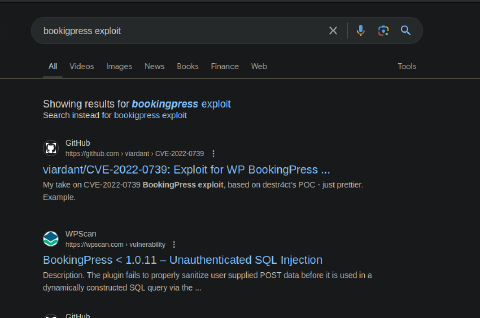 bookigpress exploit
All Videos Images News Books Finance Web Tools
Showing results for bookingpress exploit
Search instead for bookigpress exploit
GitHub
https://github.com › viardant › CVE-2022-0739
viardant/CVE-2022-0739: Exploit for WP BookingPress ...
My take on CVE-2022-0739 BookingPress exploit, based on destr4ct's POC - just prettier.
Example.
WPScan
https://wpscan.com › vulnerability
BookingPress < 1.0.11 – Unauthenticated SQL Injection
Description. The plugin fails to properly sanitize user supplied POST data before it is used in a
dynamically constructed SQL query via the ...
GitHub